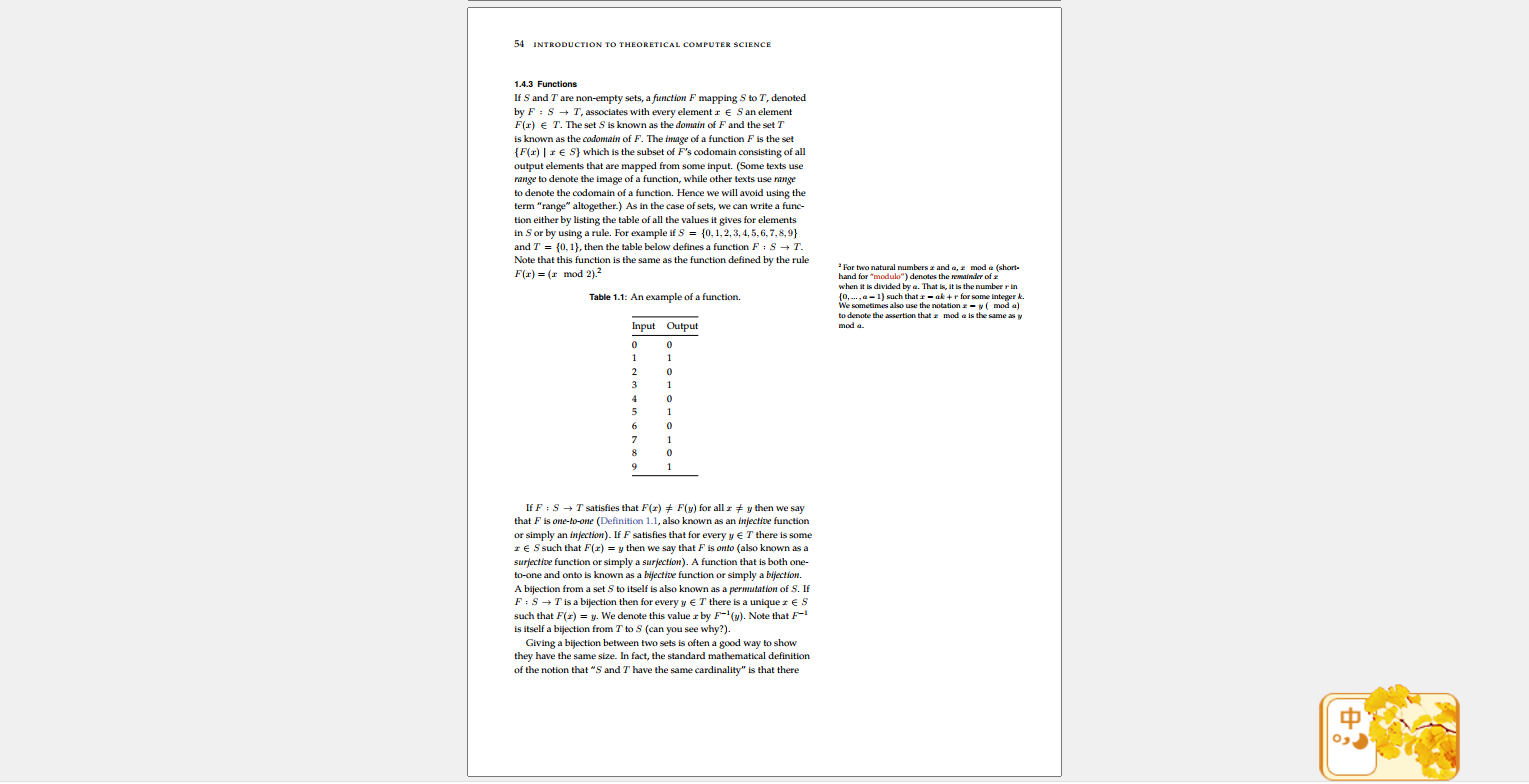 54 INTRODUCTION TO THEORETICAL COMPUTER SCIENCE
1.4.3 Functions
If S and T are non-empty sets, a function F mapping S to T, denoted
by F : S → T, associates with every element x ∈ S an element
F(x) ∈ T. The set S is known as the domain of F and the set T
is known as the codomain of F. The image of a function F is the set
{F(x) | x ∈ S} which is the subset of F's codomain consisting of all
output elements that are mapped from some input. (Some texts use
range to denote the image of a function, while other texts use range
to denote the codomain of a function. Hence we will avoid using the
term “range” altogether.) As in the case of sets, we can write a func-
tion either by listing the table of all the values it gives for elements
in S or by using a rule. For example if S = {0, 1, 2, 3, 4, 5, 6, 7, 8, 9}
and T = {0, 1}, then the table below defines a function F : S → T.
Note that this function is the same as the function defined by the rule
F(x) = (x mod 2).²
² For two natural numbers x and a, x mod a (short-
hand for “modulo”) denotes the remainder of x
when it is divided by a. That is, it is the number r in
{0, ... , a − 1} such that x = ak + r for some integer k.
We sometimes also use the notation x = y ( mod a)
to denote the assertion that x mod a is the same as y
mod a.
Table 1.1: An example of a function.
Input Output
0 0
1 1
2 0
3 1
4 0
5 1
6 0
7 1
8 0
9 1
If F : S → T satisfies that F(x) ≠ F(y) for all x ≠ y then we say
that F is one-to-one (Definition 1.1, also known as an injective function
or simply an injection). If F satisfies that for every y ∈ T there is some
x ∈ S such that F(x) = y then we say that F is onto (also known as a
surjective function or simply a surjection). A function that is both one-
to-one and onto is known as a bijective function or simply a bijection.
A bijection from a set S to itself is also known as a permutation of S. If
F : S → T is a bijection then for every y ∈ T there is a unique x ∈ S
such that F(x) = y. We denote this value x by F⁻¹(y). Note that F⁻¹
is itself a bijection from T to S (can you see why?).
Giving a bijection between two sets is often a good way to show
they have the same size. In fact, the standard mathematical definition
of the notion that “S and T have the same cardinality” is that there
中